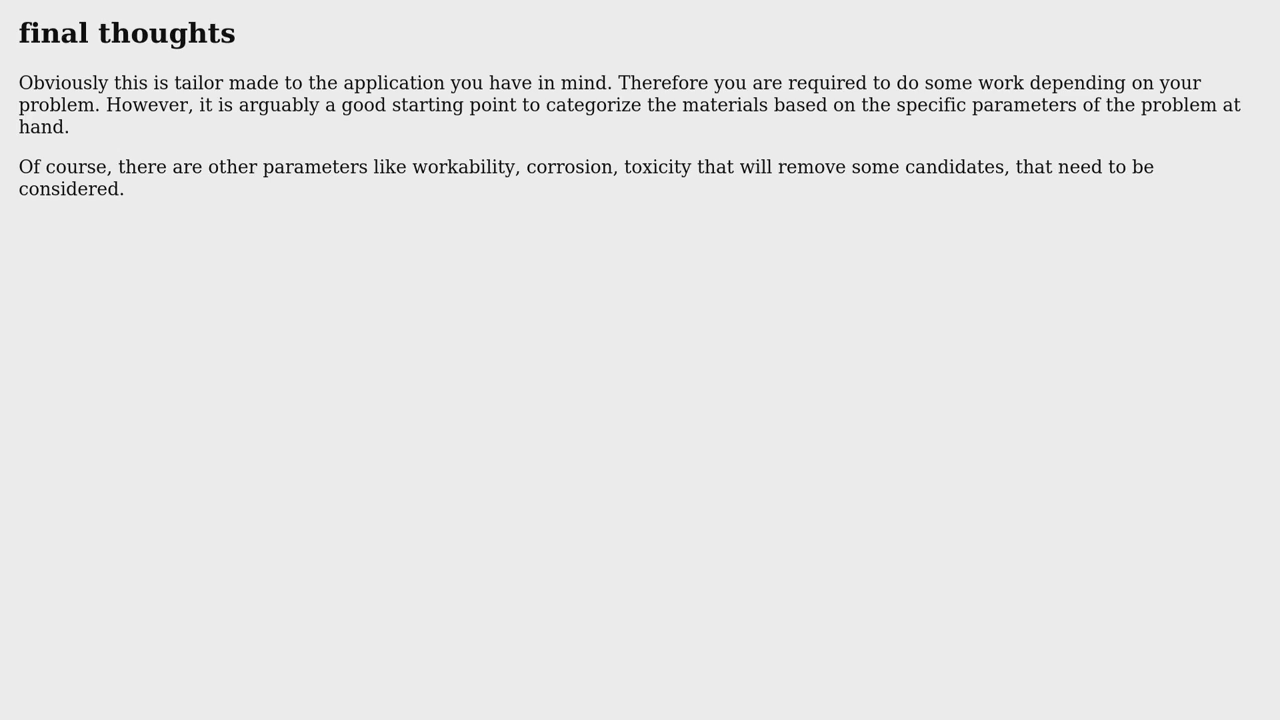 final thoughts
Obviously this is tailor made to the application you have in mind. Therefore you are required to do some work depending on your
problem. However, it is arguably a good starting point to categorize the materials based on the specific parameters of the problem at
hand.
Of course, there are other parameters like workability, corrosion, toxicity that will remove some candidates, that need to be
considered.